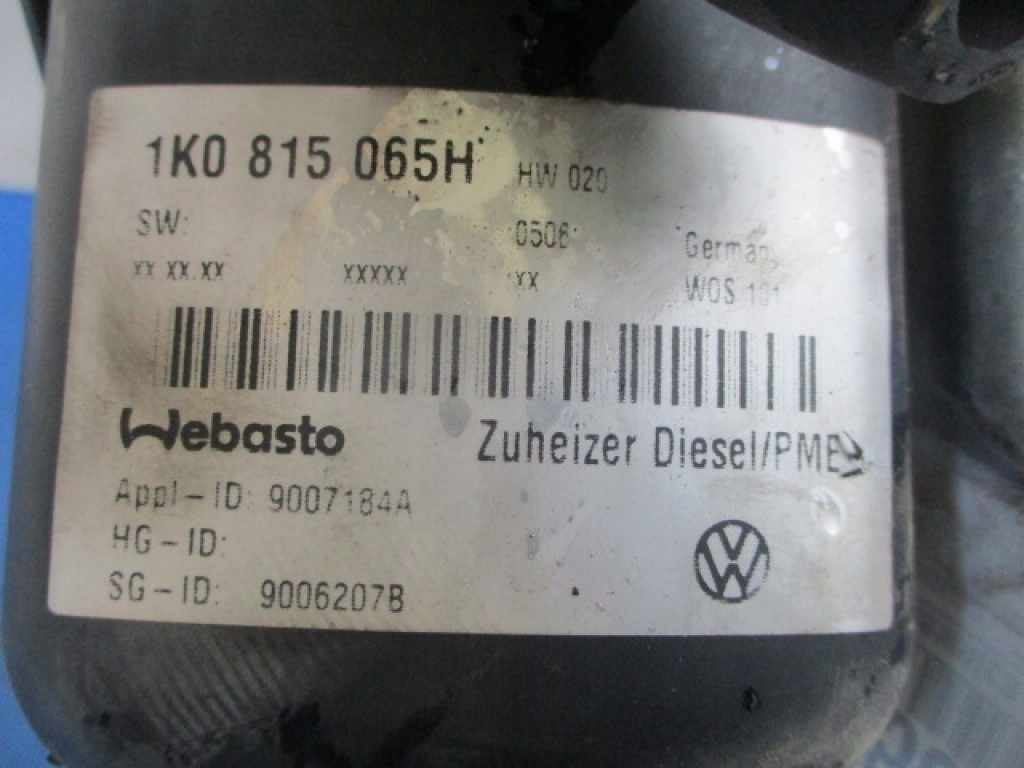 1K0 815 065H HW 020
SW: 0506
German
XX XX.XX XXXXX XX WOS 101
Webasto Zuheizer Diesel/PME
Appl-ID: 9007184A
HG-ID:
SG-ID: 9006207B